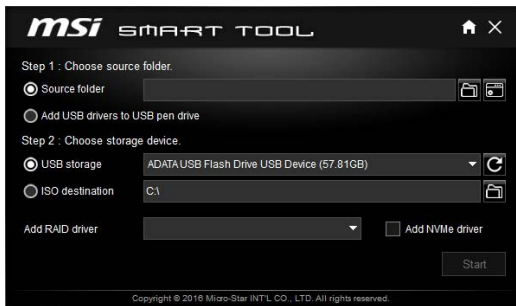 msi SMART TOOL
Step 1 : Choose source folder.
Source folder
Add USB drivers to USB pen drive
Step 2 : Choose storage device.
USB storage ADATA USB Flash Drive USB Device (57.81GB)
ISO destination C:\
Add RAID driver Add NVMe driver
Start
Copyright © 2016 Micro-Star INT'L CO., LTD. All rights reserved.